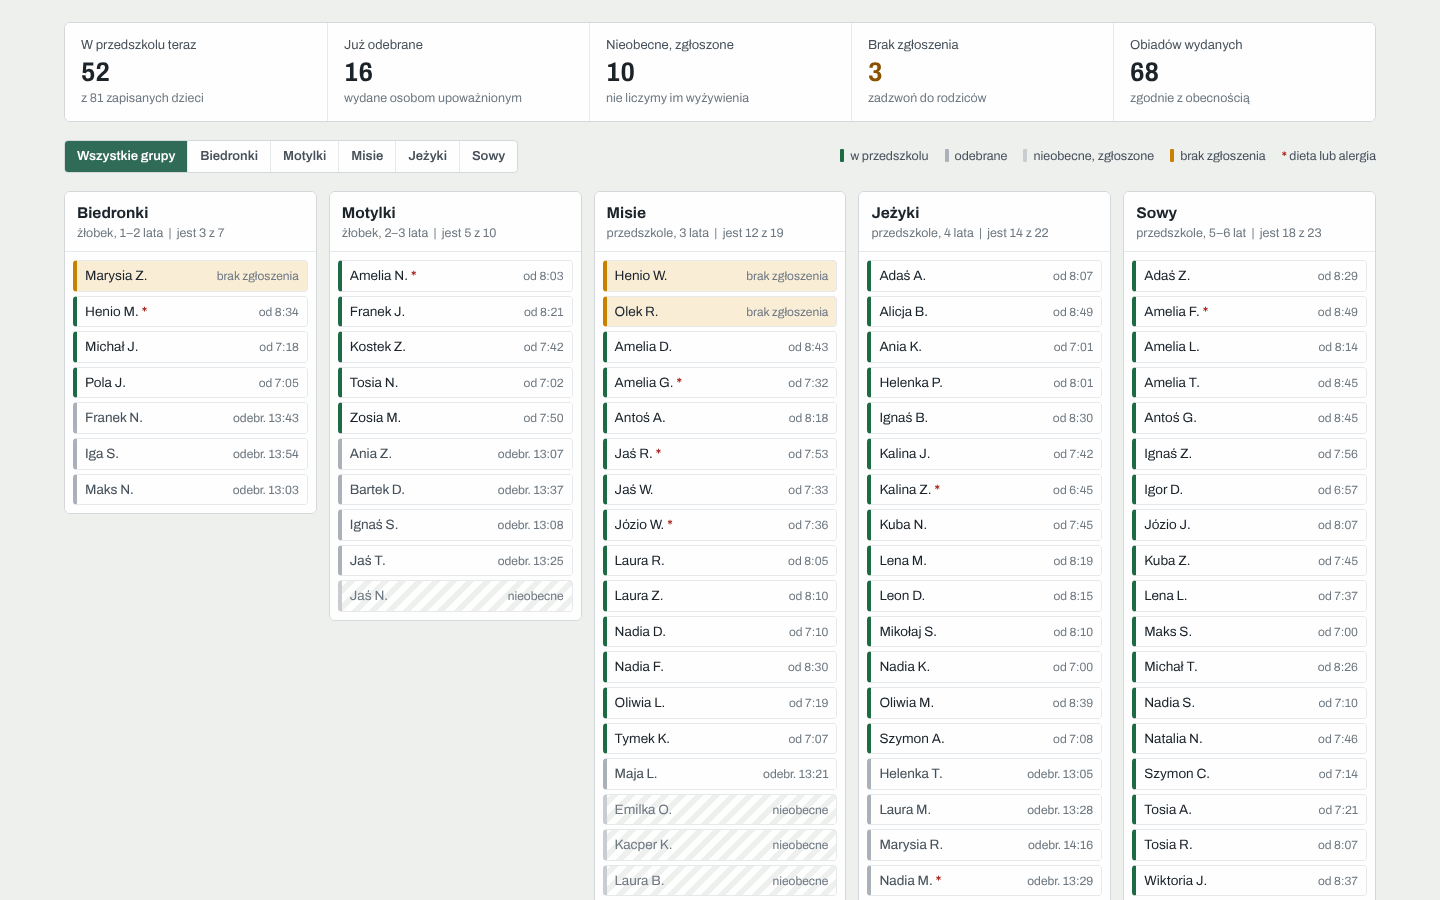 W przedszkolu teraz
52
z 81 zapisanych dzieci
Już odebrane
16
wydane osobom upoważnionym
Nieobecne, zgłoszone
10
nie liczymy im wyżywienia
Brak zgłoszenia
3
zadzwoń do rodziców
Obiadów wydanych
68
zgodnie z obecnością
Wszystkie grupy Biedronki Motylki Misie Jeżyki Sowy
w przedszkolu odebrane nieobecne, zgłoszone brak zgłoszenia * dieta lub alergia
Biedronki
żłobek, 1–2 lata | jest 3 z 7
Marysia Z. brak zgłoszenia
Henio M. * od 8:34
Michał J. od 7:18
Pola J. od 7:05
Franek N. odebr. 13:43
Iga S. odebr. 13:54
Maks N. odebr. 13:03
Motylki
żłobek, 2–3 lata | jest 5 z 10
Amelia N. * od 8:03
Franek J. od 8:21
Kostek Z. od 7:42
Tosia N. od 7:02
Zosia M. od 7:50
Ania Z. odebr. 13:07
Bartek D. odebr. 13:37
Ignaś S. odebr. 13:08
Jaś T. odebr. 13:25
Jaś N. nieobecne
Misie
przedszkole, 3 lata | jest 12 z 19
Henio W. brak zgłoszenia
Olek R. brak zgłoszenia
Amelia D. od 8:43
Amelia G. * od 7:32
Antoś A. od 8:18
Jaś R. * od 7:53
Jaś W. od 7:33
Józio W. * od 7:36
Laura R. od 8:05
Laura Z. od 8:10
Nadia D. od 7:10
Nadia F. od 8:30
Oliwia L. od 7:19
Tymek K. od 7:07
Maja L. odebr. 13:21
Emilka O. nieobecne
Kacper K. nieobecne
Laura B. nieobecne
Jeżyki
przedszkole, 4 lata | jest 14 z 22
Adaś A. od 8:07
Alicja B. od 8:49
Ania K. od 7:01
Helenka P. od 8:01
Ignaś B. od 8:30
Kalina J. od 7:42
Kalina Z. * od 6:45
Kuba N. od 7:45
Lena M. od 8:19
Leon D. od 8:15
Mikołaj S. od 8:10
Nadia K. od 7:00
Oliwia M. od 8:39
Szymon A. od 7:08
Helenka T. odebr. 13:05
Laura M. odebr. 13:28
Marysia R. odebr. 14:16
Nadia M. * odebr. 13:29
Sowy
przedszkole, 5–6 lat | jest 18 z 23
Adaś Z. od 8:29
Amelia F. * od 8:49
Amelia L. od 8:14
Amelia T. od 8:45
Antoś G. od 8:45
Ignaś Z. od 7:56
Igor D. od 6:57
Józio J. od 8:07
Kuba Z. od 7:45
Lena L. od 7:37
Maks S. od 7:00
Michał T. od 8:26
Nadia S. od 7:10
Natalia N. od 7:46
Szymon C. od 7:14
Tosia A. od 7:21
Tosia R. od 8:07
Wiktoria J. od 8:37